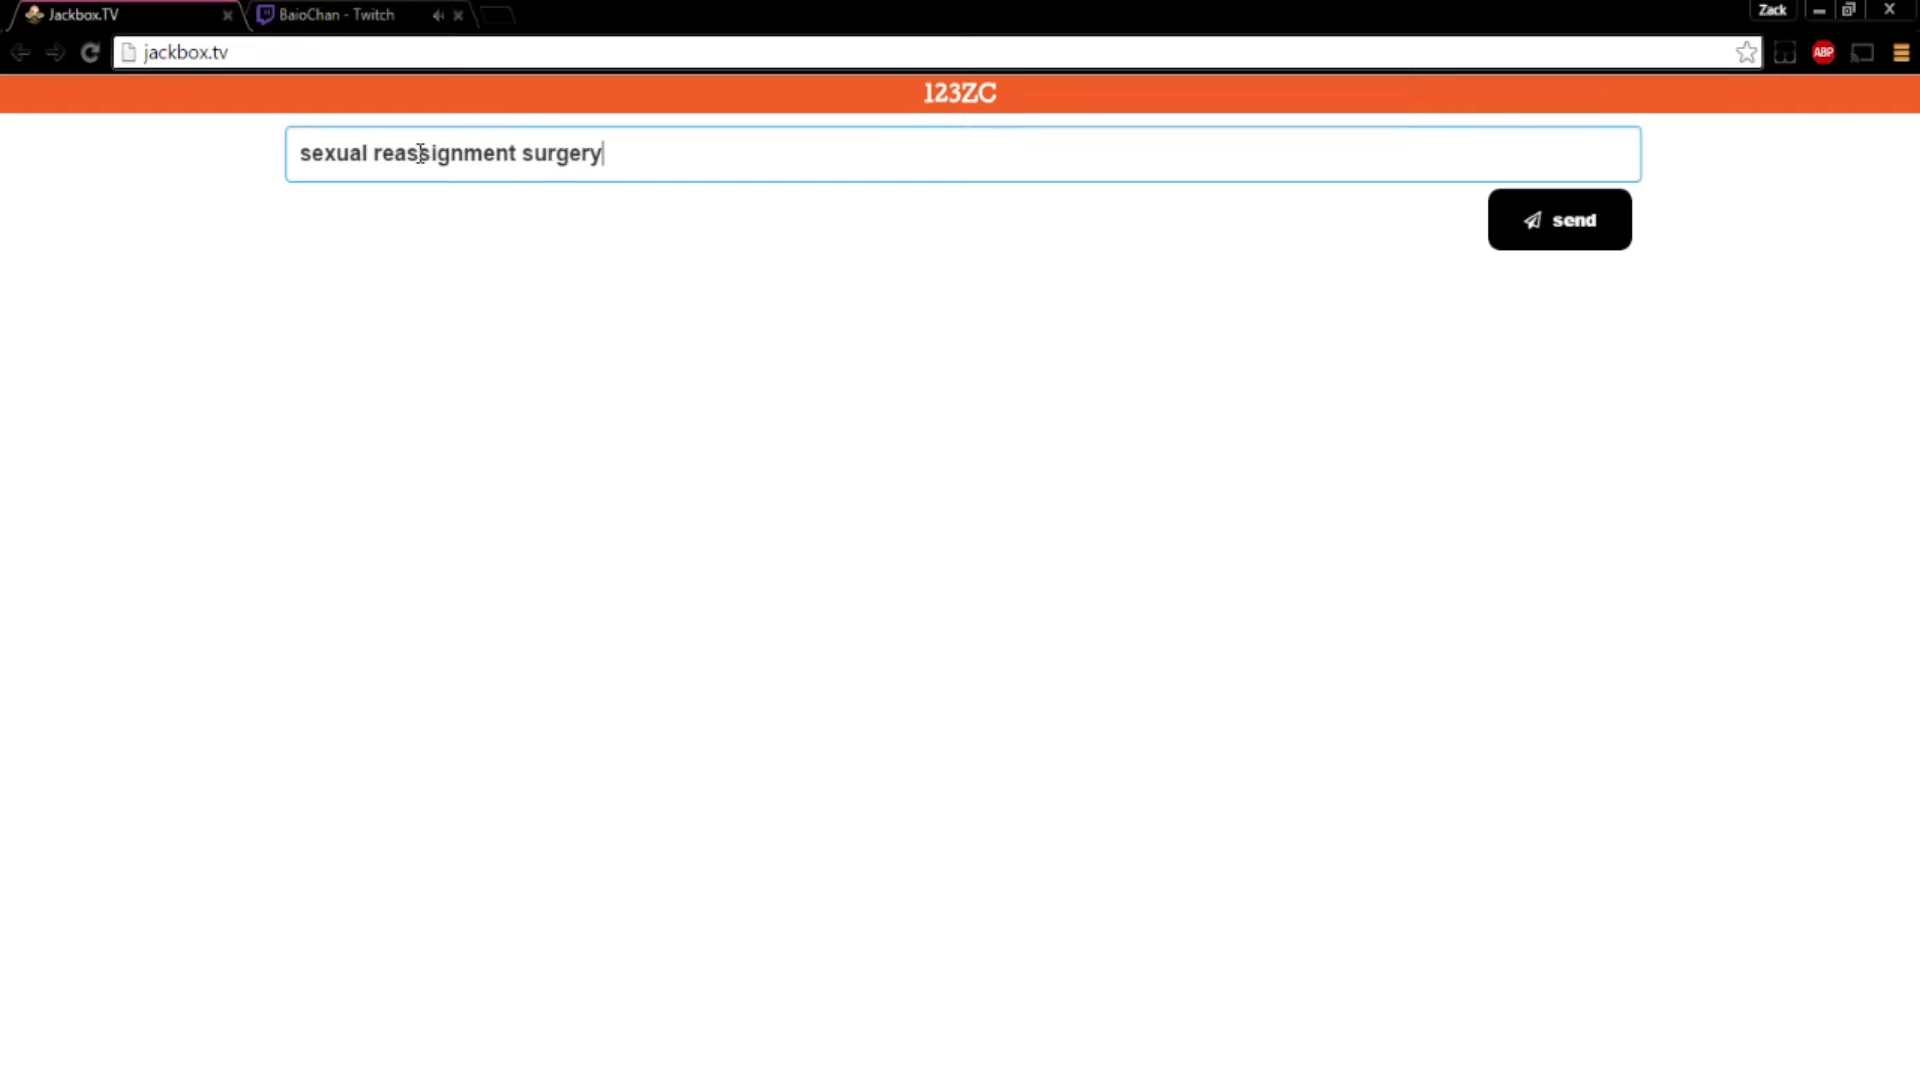 Jackbox.TV
BaioChan - Twitch
Zack
jackbox.tv
ABP
123ZC
sexual reassignment surgery
send